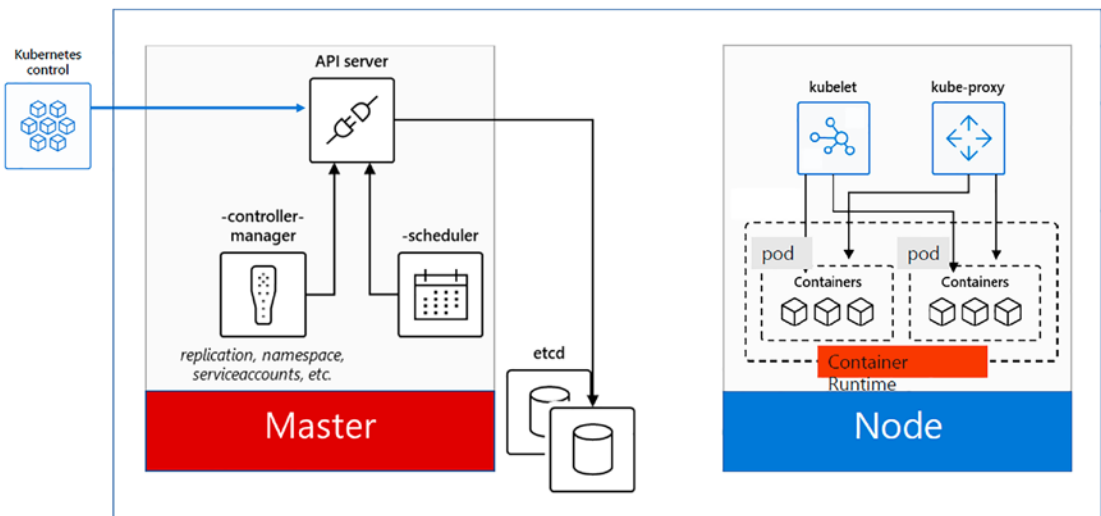 Kubernetes
control
API server
-controller-
manager
-scheduler
replication, namespace,
serviceaccounts, etc.
Master
etcd
kubelet
kube-proxy
pod
pod
Containers
Containers
Container
Runtime
Node